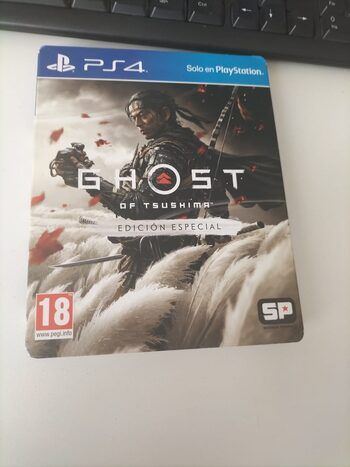 PS4
Solo en PlayStation.
GHOST
OF TSUSHIMA
EDICIÓN ESPECIAL
18
www.pegi.info
SP